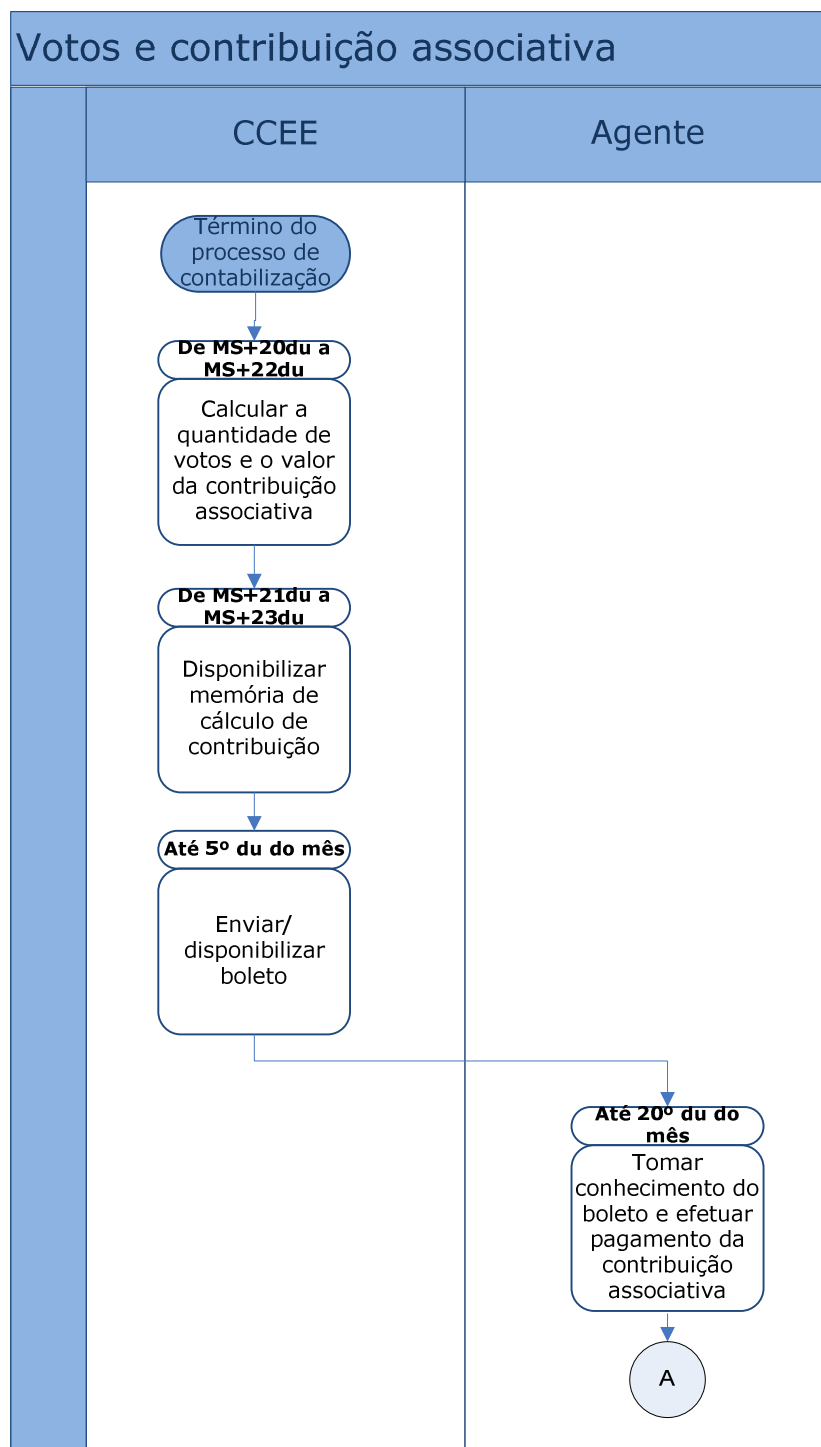 Votos e contribuição associativa
CCEE
Agente
Término do
processo de
contabilização
De MS+20du a
MS+22du
Calcular a
quantidade de
votos e o valor
da contribuição
associativa
De MS+21du a
MS+23du
Disponibilizar
memória de
cálculo de
contribuição
Até 5º du do mês
Enviar/
disponibilizar
boleto
Até 20º du do
mês
Tomar
conhecimento do
boleto e efetuar
pagamento da
contribuição
associativa
A